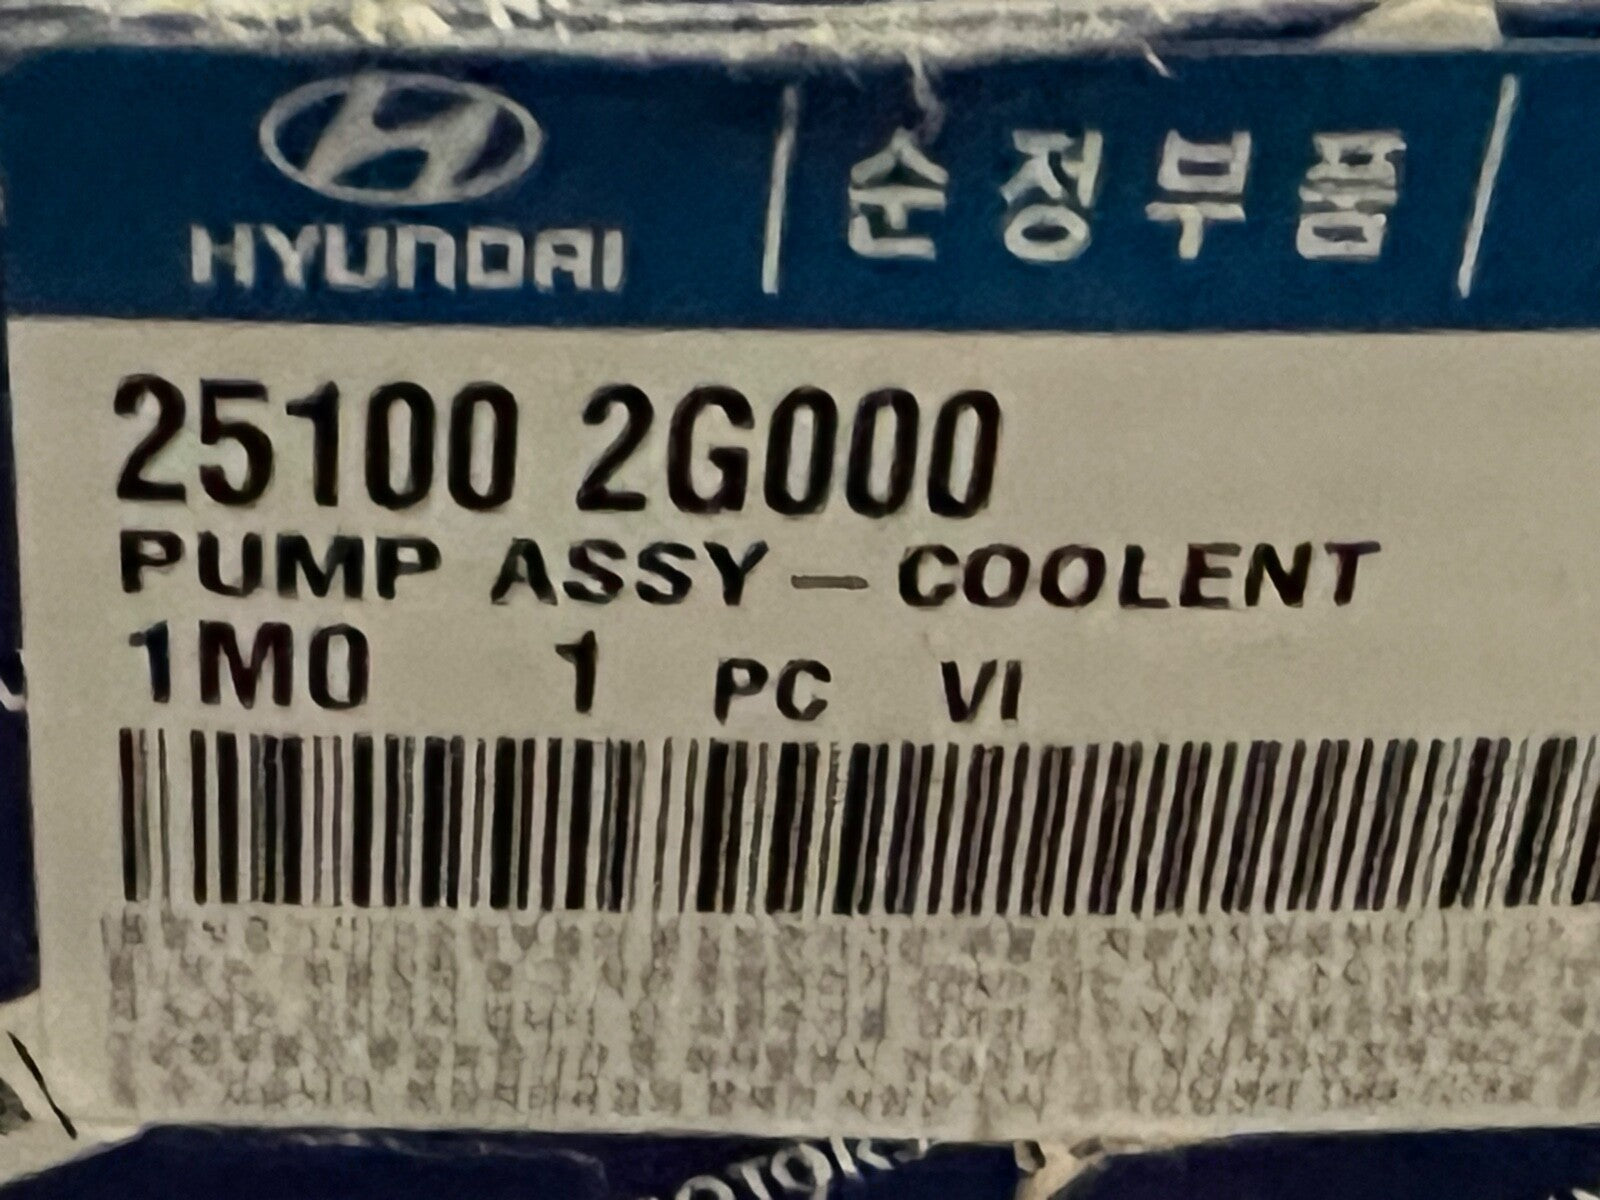 HYUNDAI
순정부품
25100 2G000
PUMP ASSY-COOLENT
1M0 1 PC VI